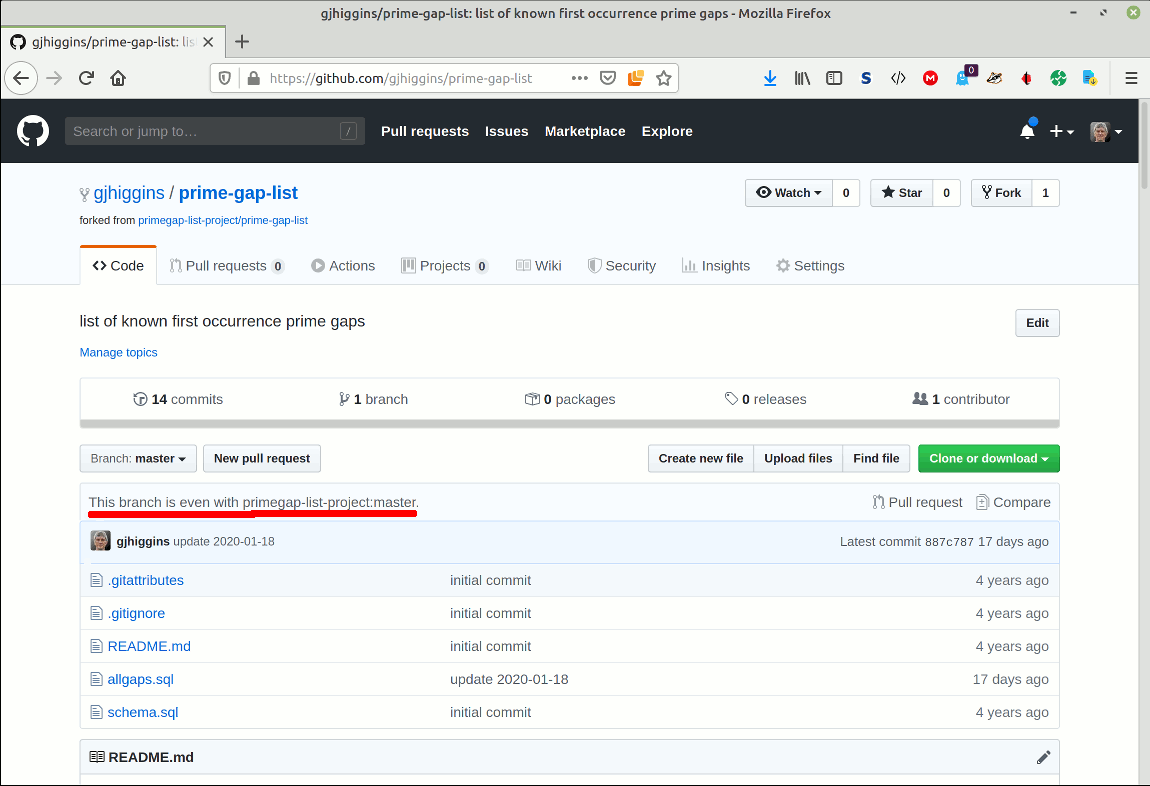 gjhiggins/prime-gap-list: list of known first occurrence prime gaps - Mozilla Firefox
gjhiggins/prime-gap-list: lis
https://github.com/gjhiggins/prime-gap-list
S
M
0
Search or jump to…
/
Pull requests
Issues
Marketplace
Explore
gjhiggins / prime-gap-list
Watch 0
Star 0
Fork 1
forked from primegap-list-project/prime-gap-list
Code
Pull requests 0
Actions
Projects 0
Wiki
Security
Insights
Settings
list of known first occurrence prime gaps
Edit
Manage topics
14 commits
1 branch
0 packages
0 releases
1 contributor
Branch: master
New pull request
Create new file
Upload files
Find file
Clone or download
This branch is even with primegap-list-project:master.
Pull request
Compare
gjhiggins update 2020-01-18
Latest commit 887c787 17 days ago
.gitattributes initial commit 4 years ago
.gitignore initial commit 4 years ago
README.md initial commit 4 years ago
allgaps.sql update 2020-01-18 17 days ago
schema.sql initial commit 4 years ago
README.md